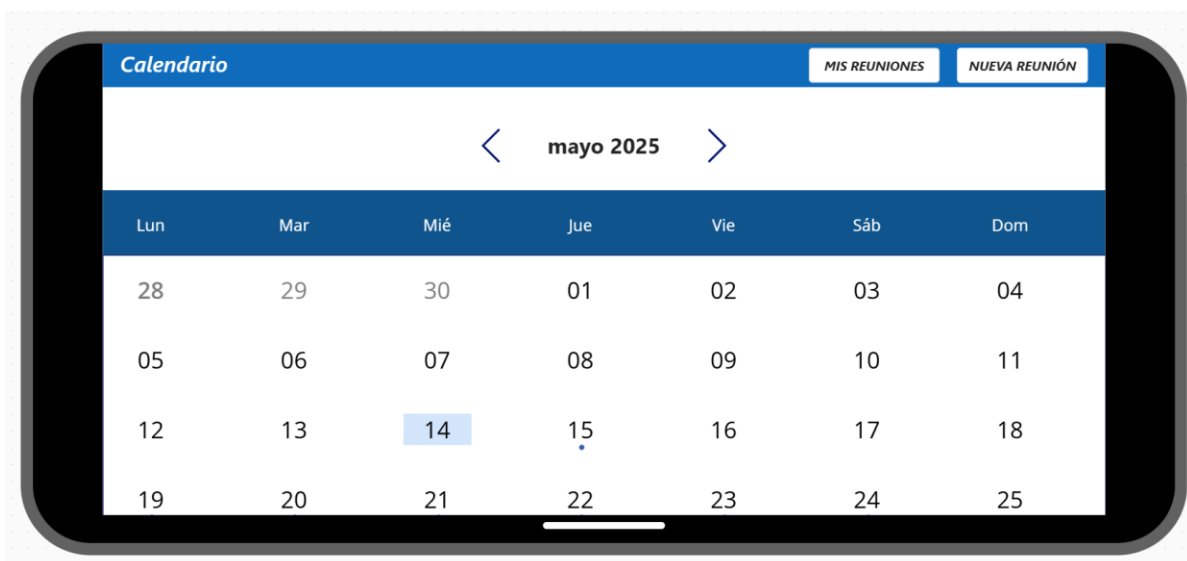 Calendario MIS REUNIONES NUEVA REUNIÓN
mayo 2025
Lun Mar Mié Jue Vie Sáb Dom
28 29 30 01 02 03 04
05 06 07 08 09 10 11
12 13 14 15 16 17 18
19 20 21 22 23 24 25